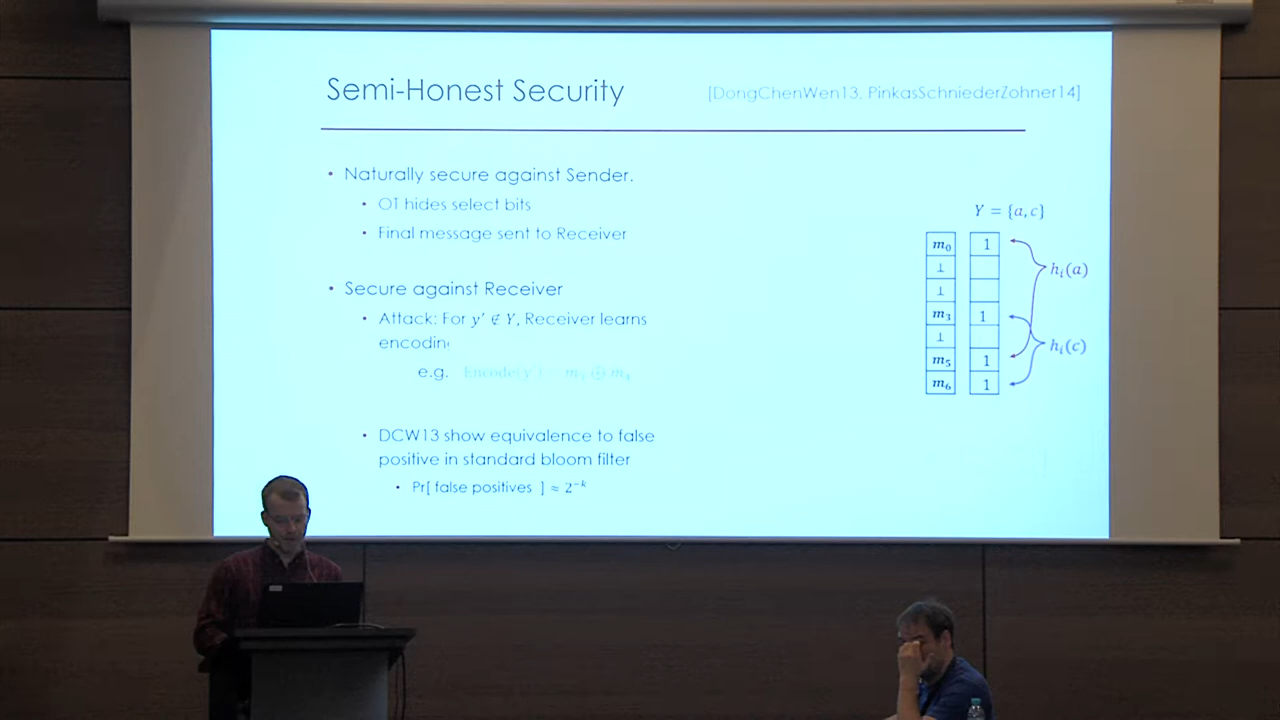 Semi-Honest Security
[DongChenWen13, PinkasSchniederZohner14]
• Naturally secure against Sender.
• OT hides select bits
• Final message sent to Receiver
• Secure against Receiver
• Attack: For y' ∉ Y, Receiver learns
encoding
e.g.
• DCW13 show equivalence to false
positive in standard bloom filter
• Pr[ false positives ] ≈ 2⁻ᵏ
Y = {a, c}
m₀ 1
⊥
⊥
m₃ 1
⊥
m₅ 1
m₆ 1
hᵢ(a)
hᵢ(c)